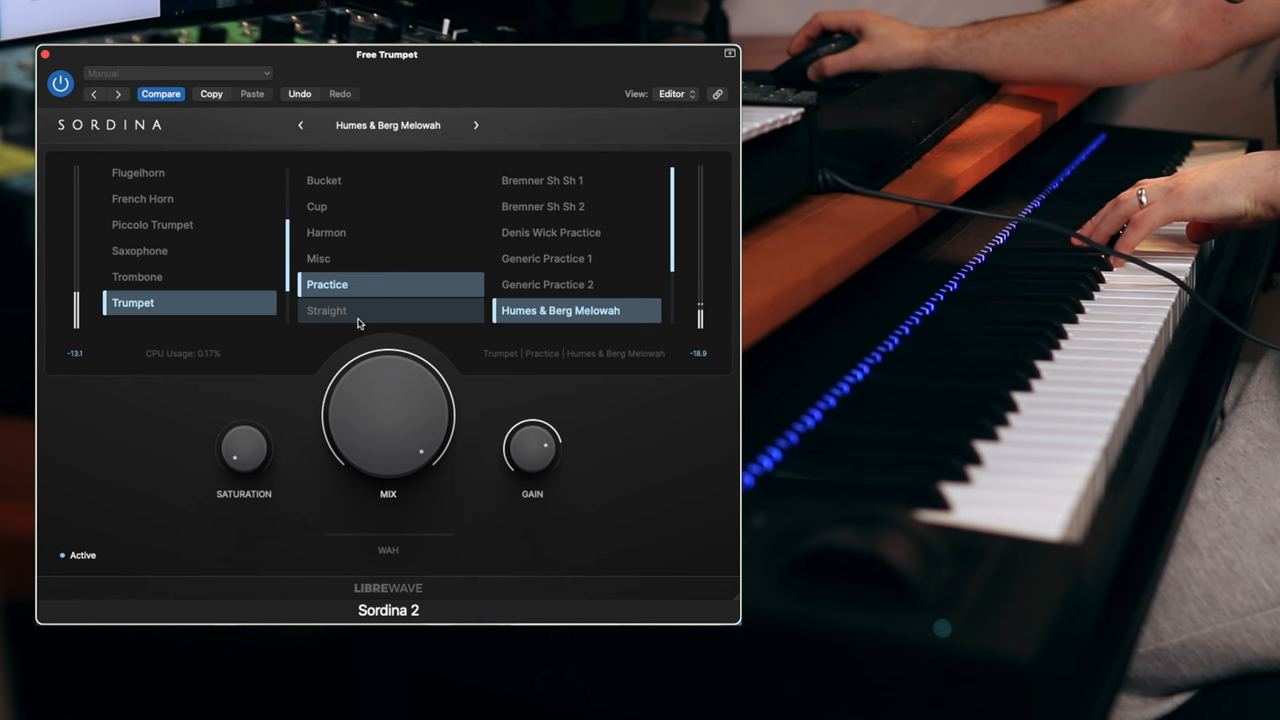 Free Trumpet
Manual
Compare
Copy
Paste
Undo
Redo
View:
Editor
SORDINA
Humes & Berg Melowah
Flugelhorn
French Horn
Piccolo Trumpet
Saxophone
Trombone
Trumpet
Bucket
Cup
Harmon
Misc
Practice
Straight
Bremner Sh Sh 1
Bremner Sh Sh 2
Denis Wick Practice
Generic Practice 1
Generic Practice 2
Humes & Berg Melowah
-13.1
CPU Usage: 0.17%
Trumpet | Practice | Humes & Berg Melowah
-18.9
SATURATION
MIX
GAIN
WAH
Active
LIBREWAVE
Sordina 2